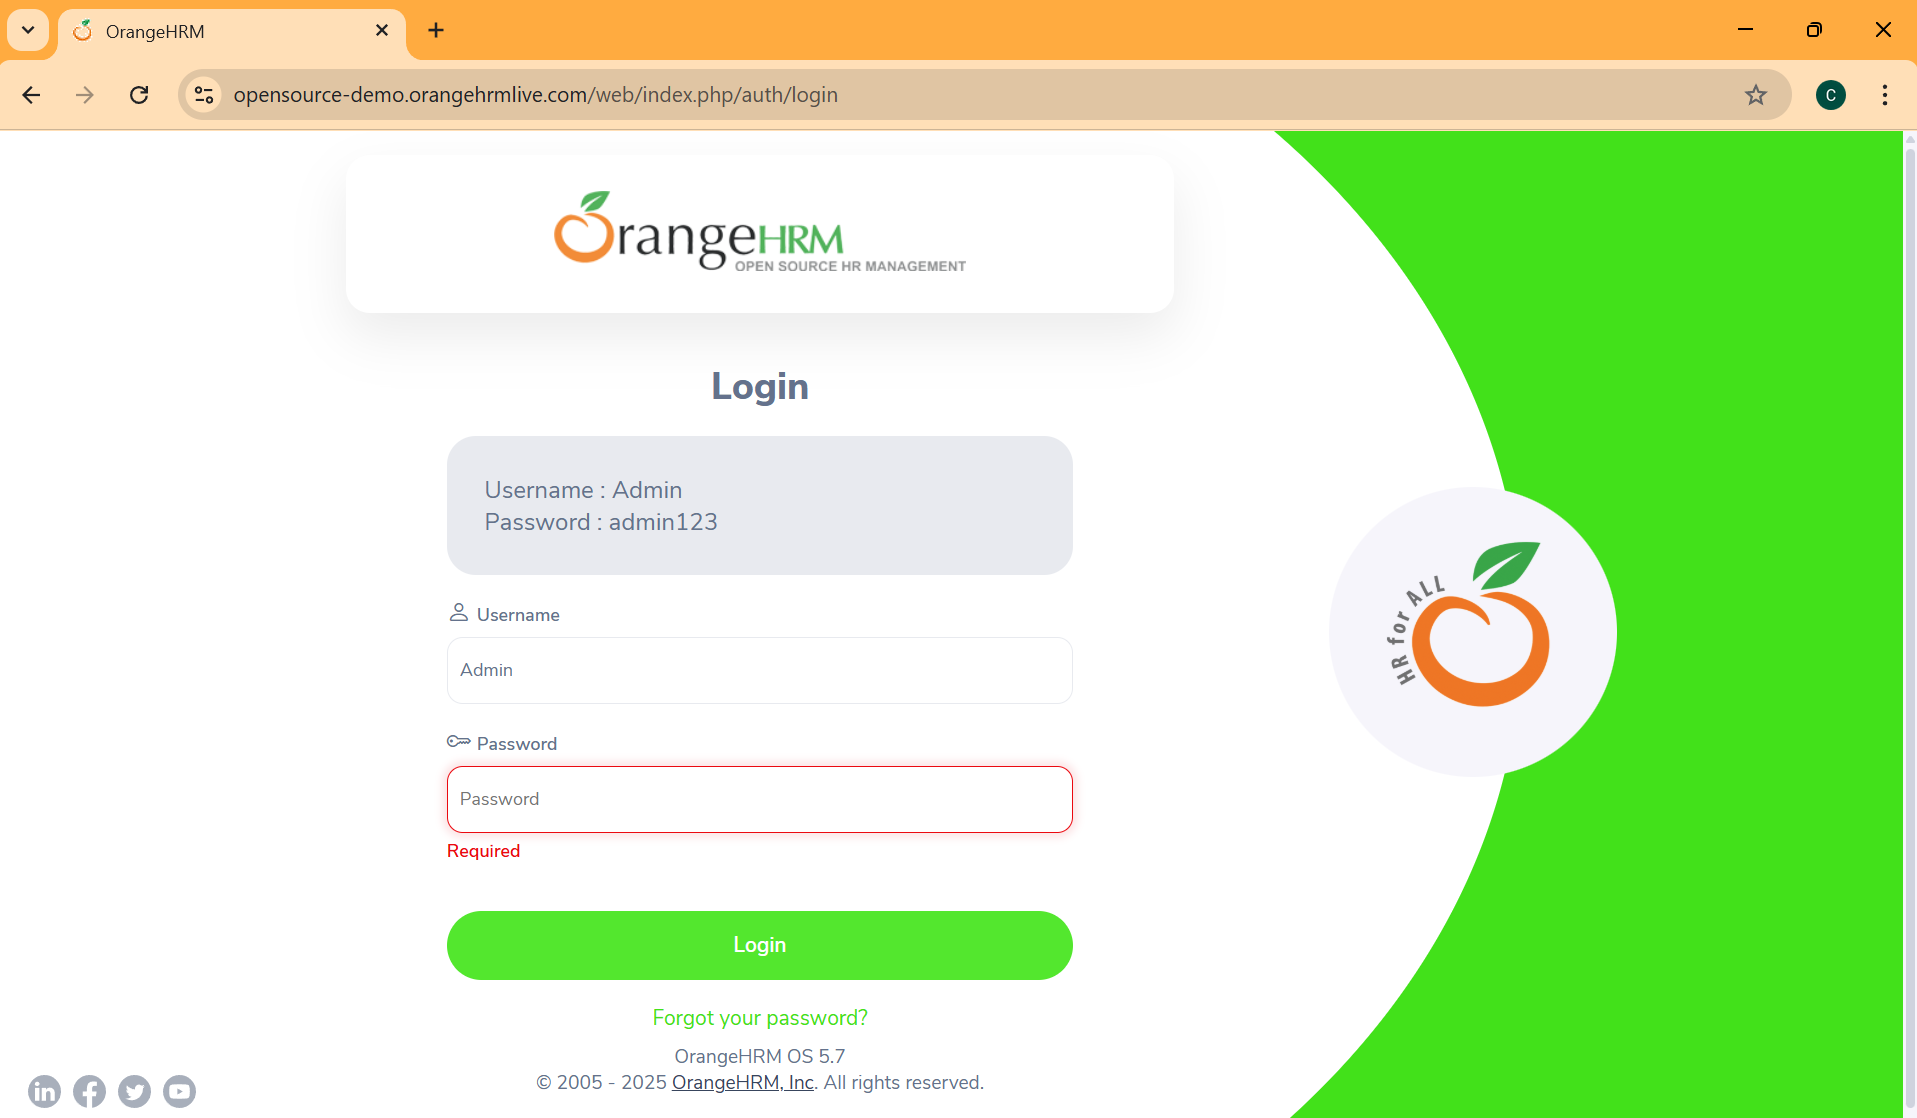 OrangeHRM
opensource-demo.orangehrmlive.com/web/index.php/auth/login
C
OrangeHRM
OPEN SOURCE HR MANAGEMENT
Login
Username : Admin
Password : admin123
Username
Admin
Password
Password
Required
Login
Forgot your password?
OrangeHRM OS 5.7
© 2005 - 2025 OrangeHRM, Inc. All rights reserved.
HR for ALL